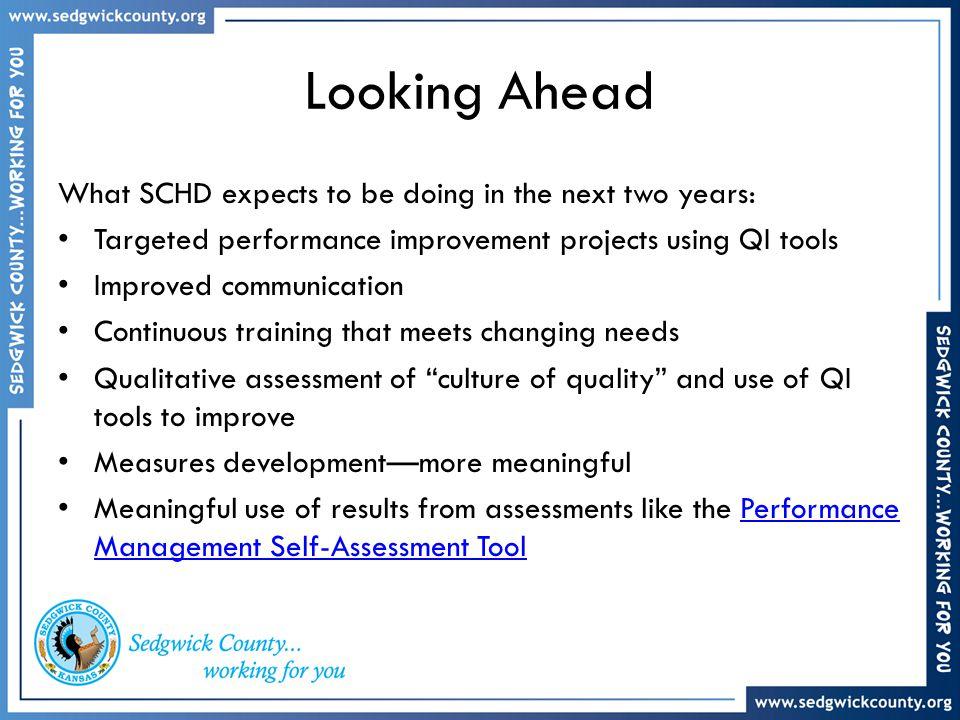 www.sedgwickcounty.org
SEDGWICK COUNTY...WORKING FOR YOU
Looking Ahead
What SCHD expects to be doing in the next two years:
• Targeted performance improvement projects using QI tools
• Improved communication
• Continuous training that meets changing needs
• Qualitative assessment of “culture of quality” and use of QI
tools to improve
• Measures development—more meaningful
• Meaningful use of results from assessments like the Performance
Management Self-Assessment Tool
SEDGWICK COUNTY...WORKING FOR YOU
SEDGWICK COUNTY
KANSAS
Sedgwick County...
working for you
www.sedgwickcounty.org